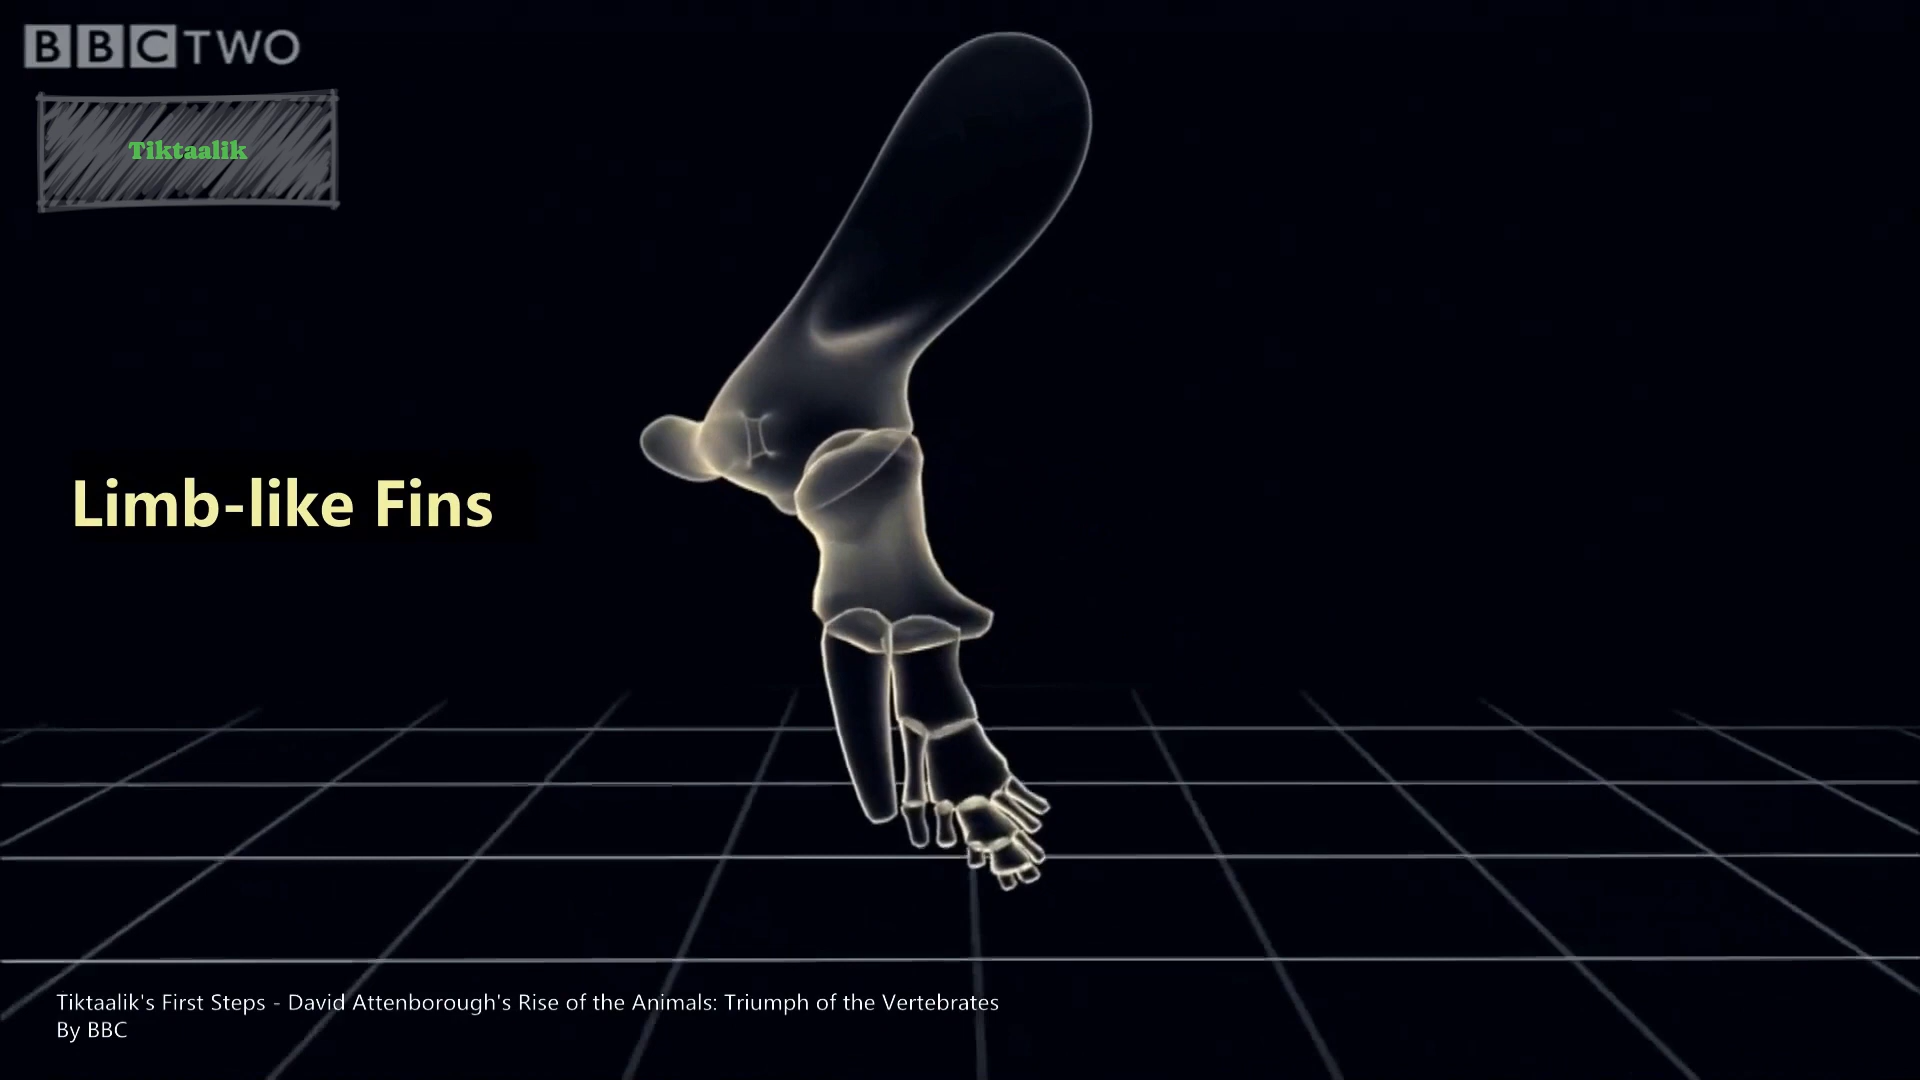 BBC TWO
Tiktaalik
Limb-like Fins
Tiktaalik's First Steps - David Attenborough's Rise of the Animals: Triumph of the Vertebrates
By BBC